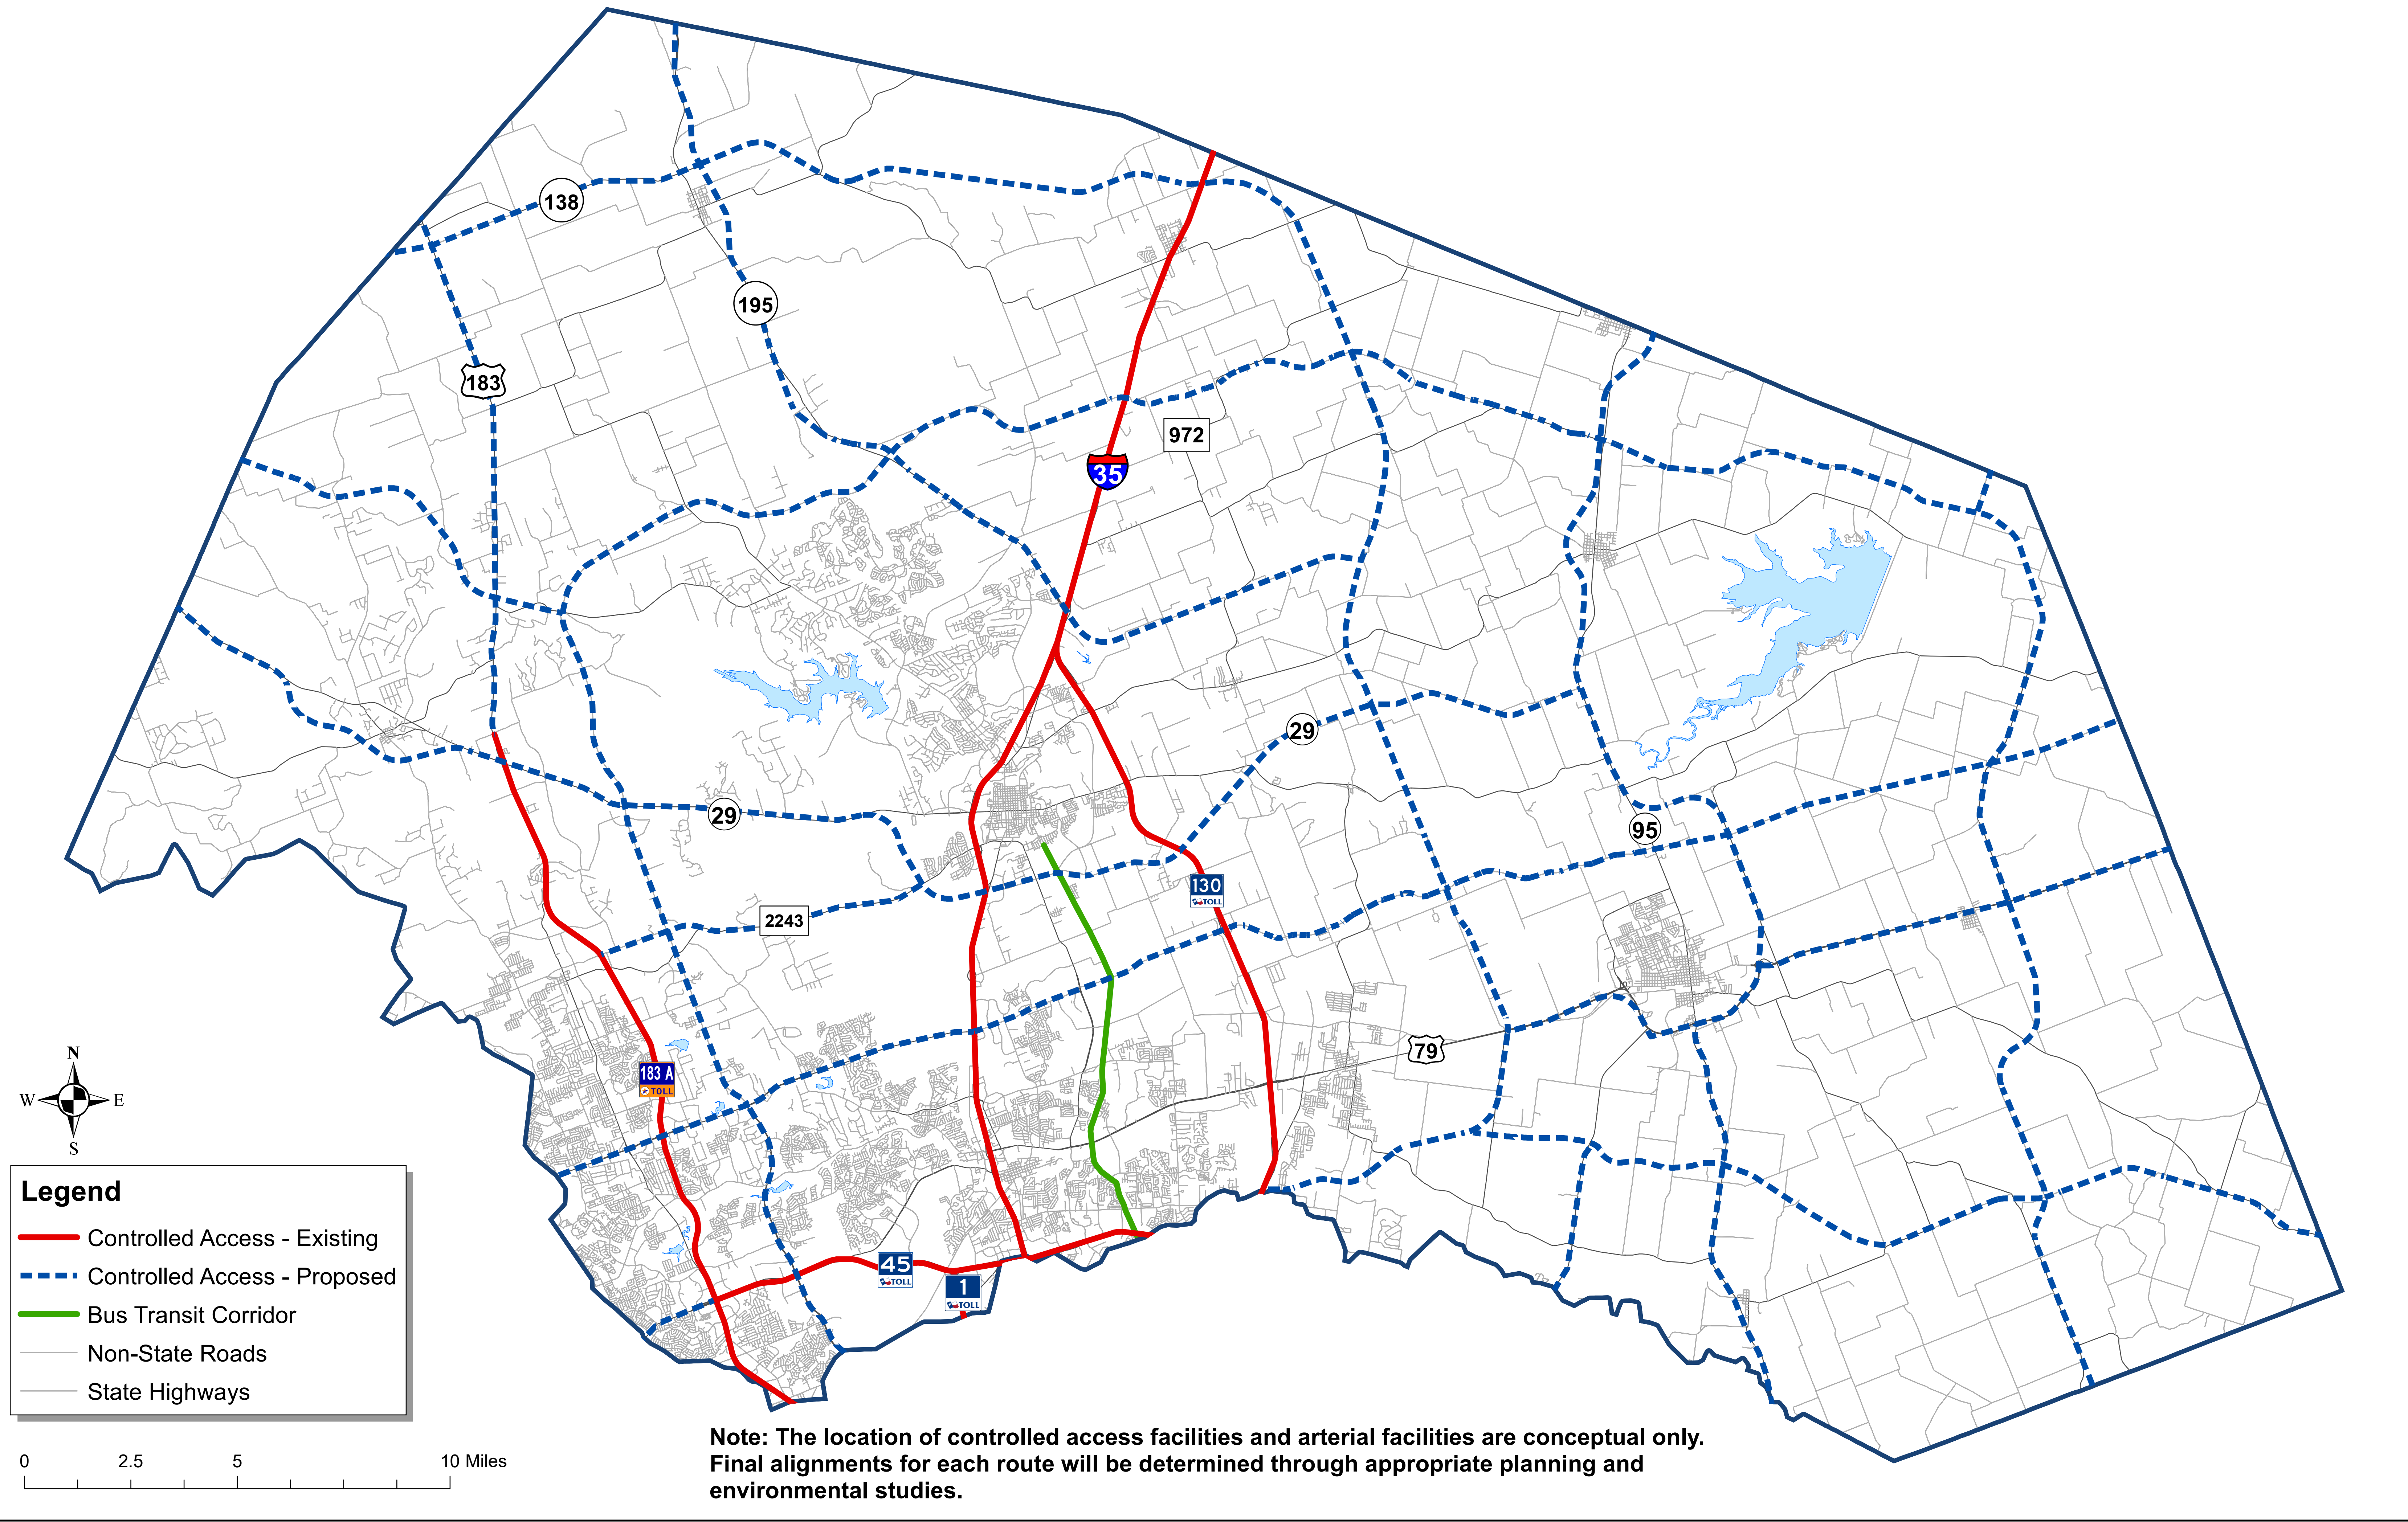 138
195
183
972
35
29
29
95
130
TOLL
2243
79
183 A
TOLL
45
TOLL
1
TOLL
N
W E
S
Legend
Controlled Access - Existing
Controlled Access - Proposed
Bus Transit Corridor
Non-State Roads
State Highways
0 2.5 5 10 Miles
Note: The location of controlled access facilities and arterial facilities are conceptual only.
Final alignments for each route will be determined through appropriate planning and
environmental studies.